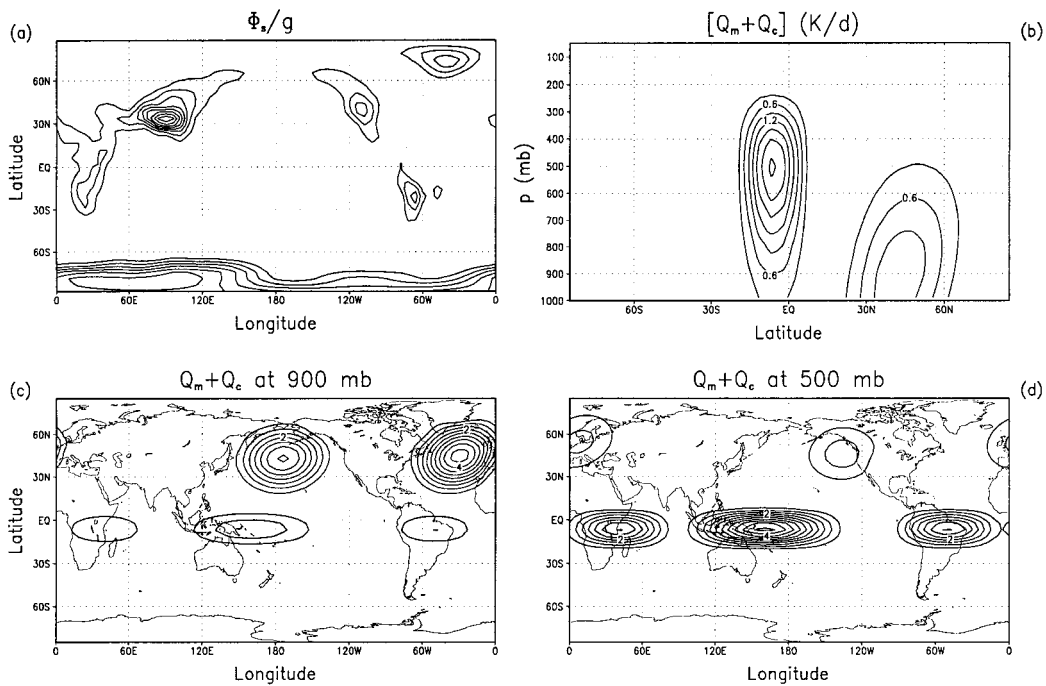 (a)
Φₛ/g
60N
30N
EQ
30S
60S
Latitude
0 60E 120E 180 120W 60W 0
Longitude
[Qₘ+Q꜀] (K/d)
(b)
100
200
300
400
500
600
700
800
900
1000
p (mb)
0.6
1.2
0.6
0.6
60S 30S EQ 30N 60N
Latitude
(c)
Qₘ+Q꜀ at 900 mb
60N
30N
EQ
30S
60S
Latitude
2
2
4
0 60E 120E 180 120W 60W 0
Longitude
Qₘ+Q꜀ at 500 mb
(d)
60N
30N
EQ
30S
60S
2
2
4
2
2
0 60E 120E 180 120W 60W 0
Longitude